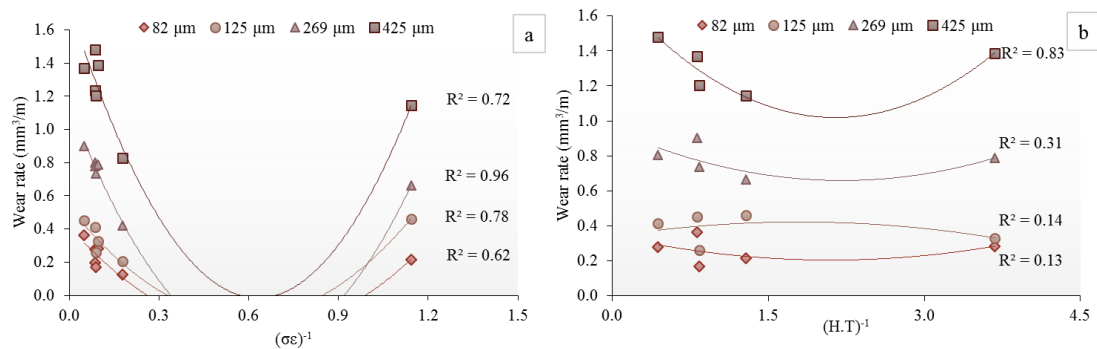 82 μm 125 μm 269 μm 425 μm
a
Wear rate (mm³/m)
1.6
1.4
1.2
1.0
0.8
0.6
0.4
0.2
0.0
R² = 0.72
R² = 0.96
R² = 0.78
R² = 0.62
0.0 0.3 0.6 0.9 1.2 1.5
(σε)⁻¹
82 μm 125 μm 269 μm 425 μm
b
Wear rate (mm³/m)
1.6
1.4
1.2
1.0
0.8
0.6
0.4
0.2
0.0
R² = 0.83
R² = 0.31
R² = 0.14
R² = 0.13
0.0 1.5 3.0 4.5
(H.T)⁻¹